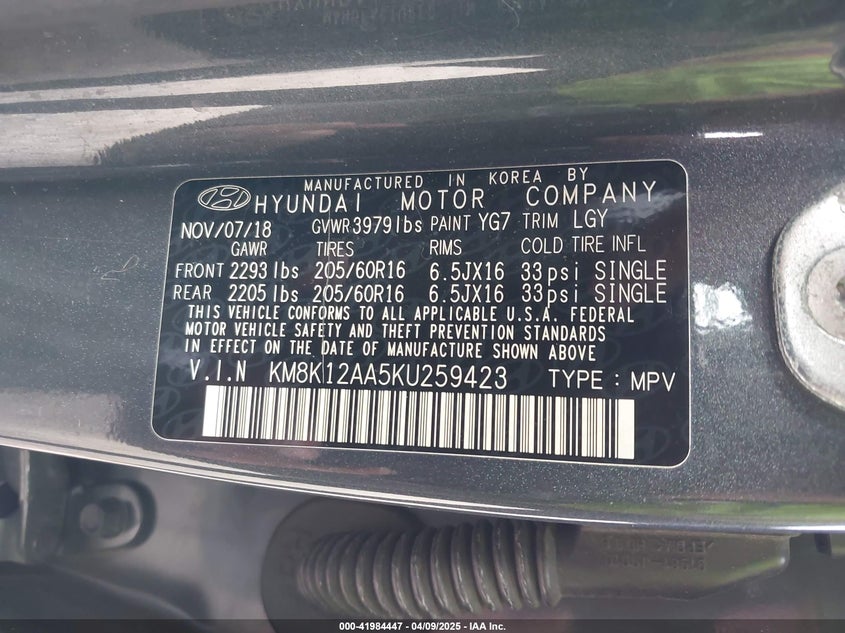 MANUFACTURED IN KOREA BY
HYUNDAI MOTOR COMPANY
NOV/07/18 GVWR 3979lbs PAINT YG7 TRIM LGY
GAWR TIRES RIMS COLD TIRE INFL
FRONT 2293lbs 205/60R16 6.5JX16 33psi SINGLE
REAR 2205lbs 205/60R16 6.5JX16 33psi SINGLE
THIS VEHICLE CONFORMS TO ALL APPLICABLE U.S.A. FEDERAL
MOTOR VEHICLE SAFETY AND THEFT PREVENTION STANDARDS
IN EFFECT ON THE DATE OF MANUFACTURE SHOWN ABOVE
V.I.N KM8K12AA5KU259423 TYPE : MPV
000-41984447 - 04/09/2025 - IAA Inc.